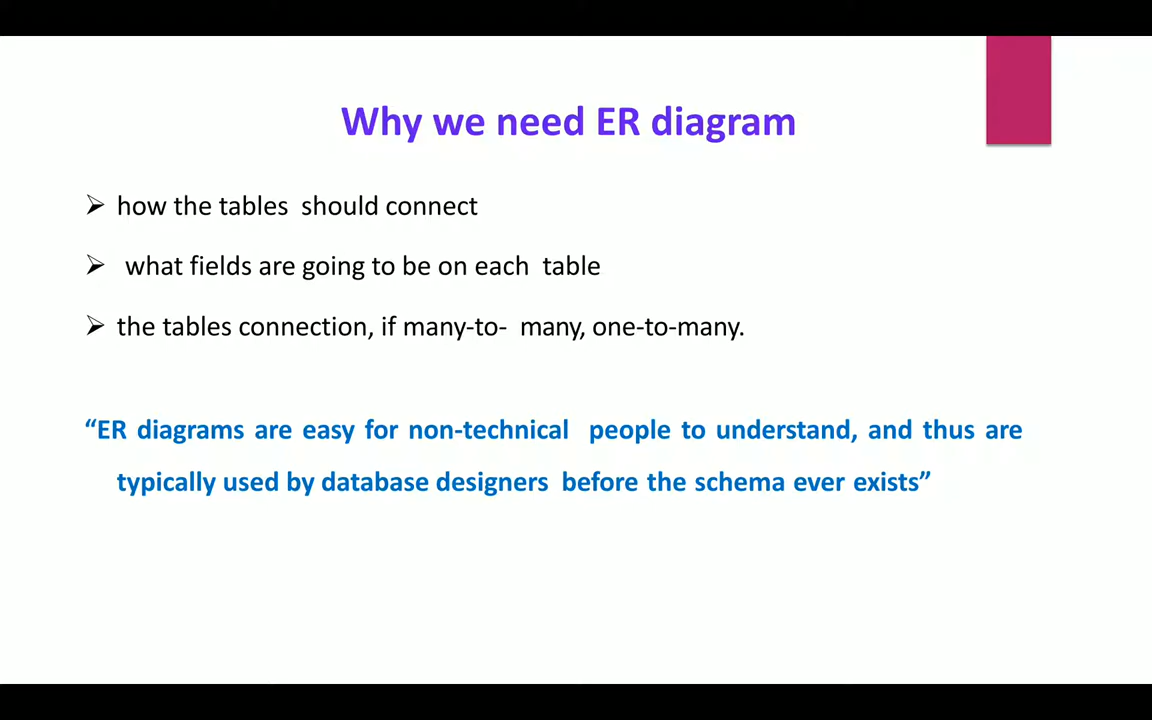 Why we need ER diagram
how the tables should connect
what fields are going to be on each table
the tables connection, if many-to- many, one-to-many.
“ER diagrams are easy for non-technical people to understand, and thus are
typically used by database designers before the schema ever exists”